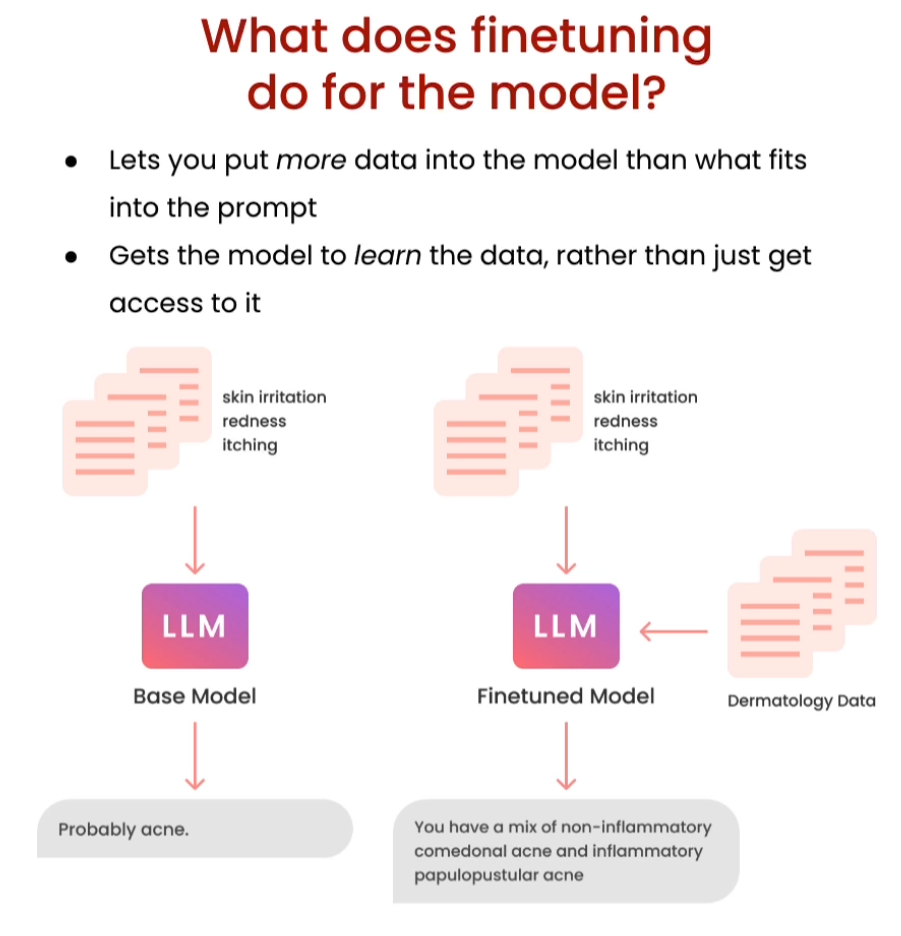 What does finetuning
do for the model?
● Lets you put more data into the model than what fits
into the prompt
● Gets the model to learn the data, rather than just get
access to it
skin irritation
redness
itching
skin irritation
redness
itching
LLM
LLM
Base Model
Finetuned Model
Dermatology Data
Probably acne.
You have a mix of non-inflammatory
comedonal acne and inflammatory
papulopustular acne